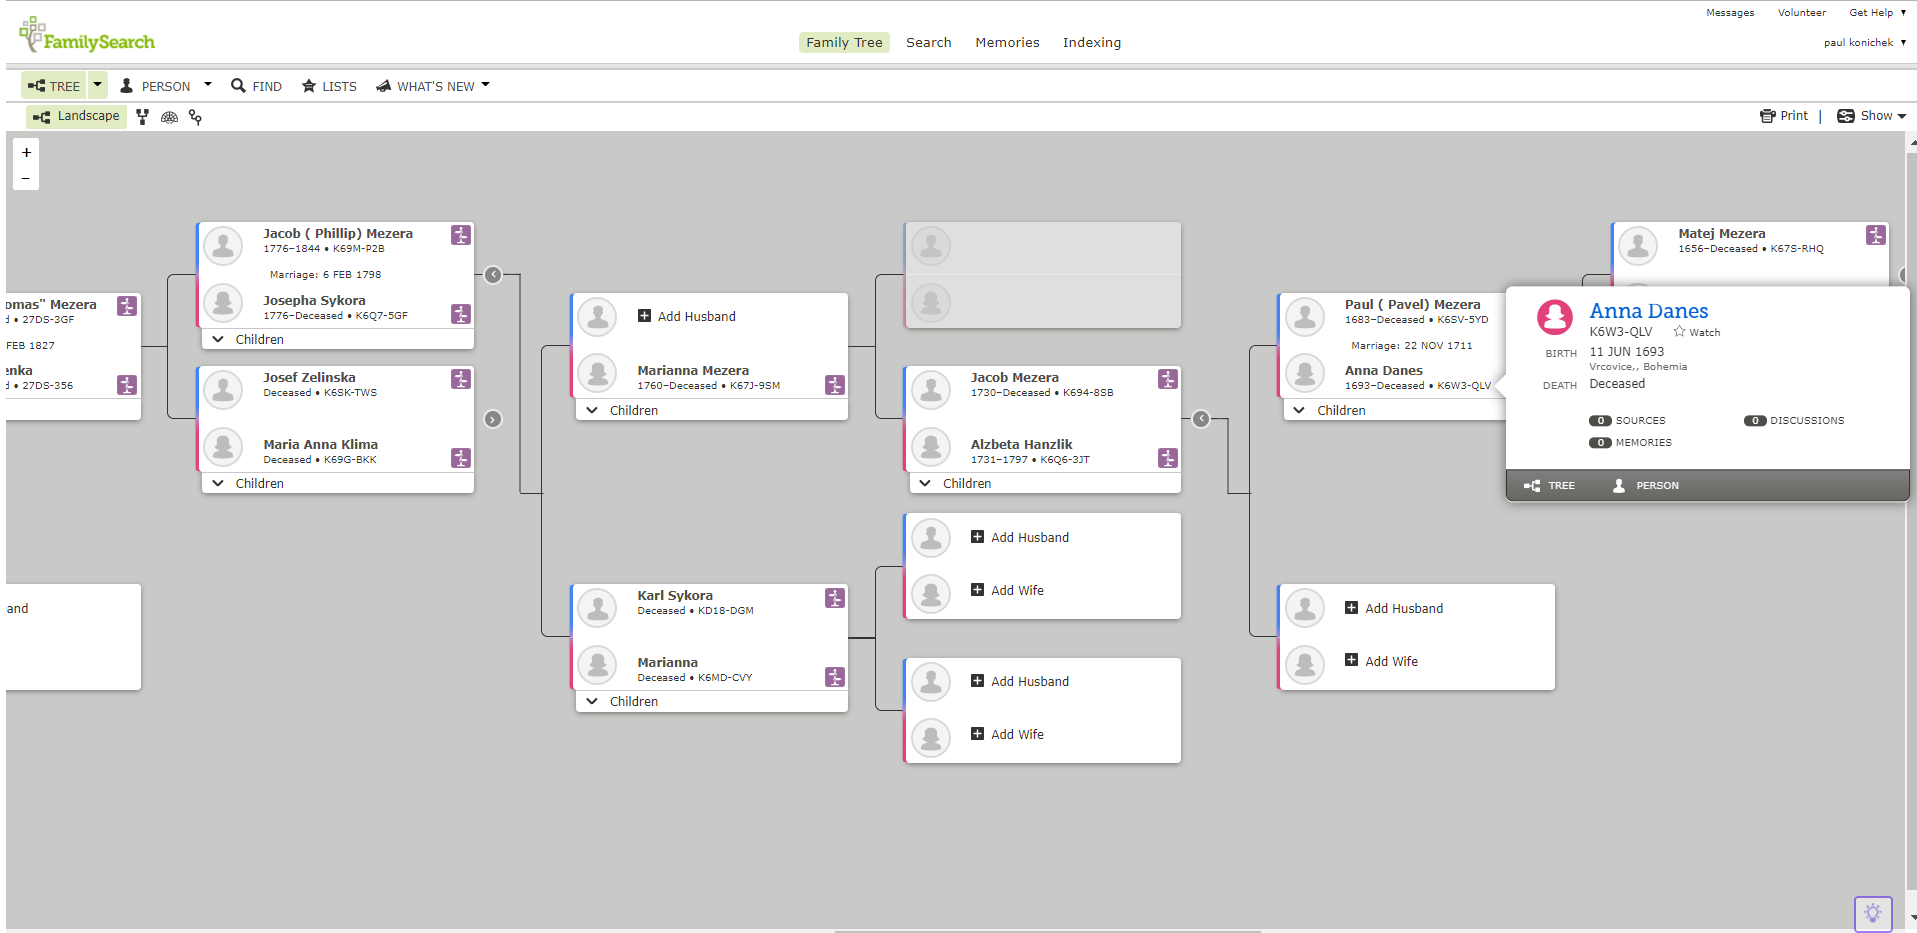 Messages Volunteer Get Help
FamilySearch
Family Tree Search Memories Indexing
paul konichek
TREE PERSON FIND LISTS WHAT'S NEW
Landscape
Print | Show
+
−
omas" Mezera
d • 27DS-3GF
FEB 1827
enka
d • 27DS-356
and
Jacob ( Phillip) Mezera
1776–1844 • K69M-P2B
Marriage: 6 FEB 1798
Josepha Sykora
1776–Deceased • K6Q7-5GF
Children
Josef Zelinska
Deceased • K6SK-TWS
Maria Anna Klima
Deceased • K69G-BKK
Children
Add Husband
Marianna Mezera
1760–Deceased • K67J-9SM
Children
Karl Sykora
Deceased • KD18-DGM
Marianna
Deceased • K6MD-CVY
Children
Jacob Mezera
1730–Deceased • K694-8SB
Alzbeta Hanzlik
1731–1797 • K6Q6-3JT
Children
Add Husband
Add Wife
Add Husband
Add Wife
Paul ( Pavel) Mezera
1683–Deceased • K6SV-5YD
Marriage: 22 NOV 1711
Anna Danes
1693–Deceased • K6W3-QLV
Children
Add Husband
Add Wife
Matej Mezera
1656–Deceased • K67S-RHQ
Anna Danes
K6W3-QLV Watch
BIRTH 11 JUN 1693
Vrcovice,, Bohemia
DEATH Deceased
0 SOURCES 0 DISCUSSIONS
0 MEMORIES
TREE PERSON